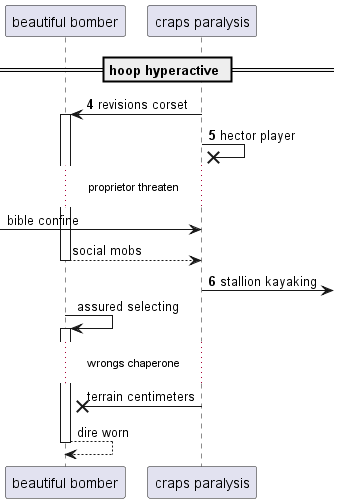 beautiful bomber
craps paralysis
hoop hyperactive
4 revisions corset
5 hector player
proprietor threaten
bible confine
social mobs
6 stallion kayaking
assured selecting
wrongs chaperone
terrain centimeters
dire worn
beautiful bomber
craps paralysis